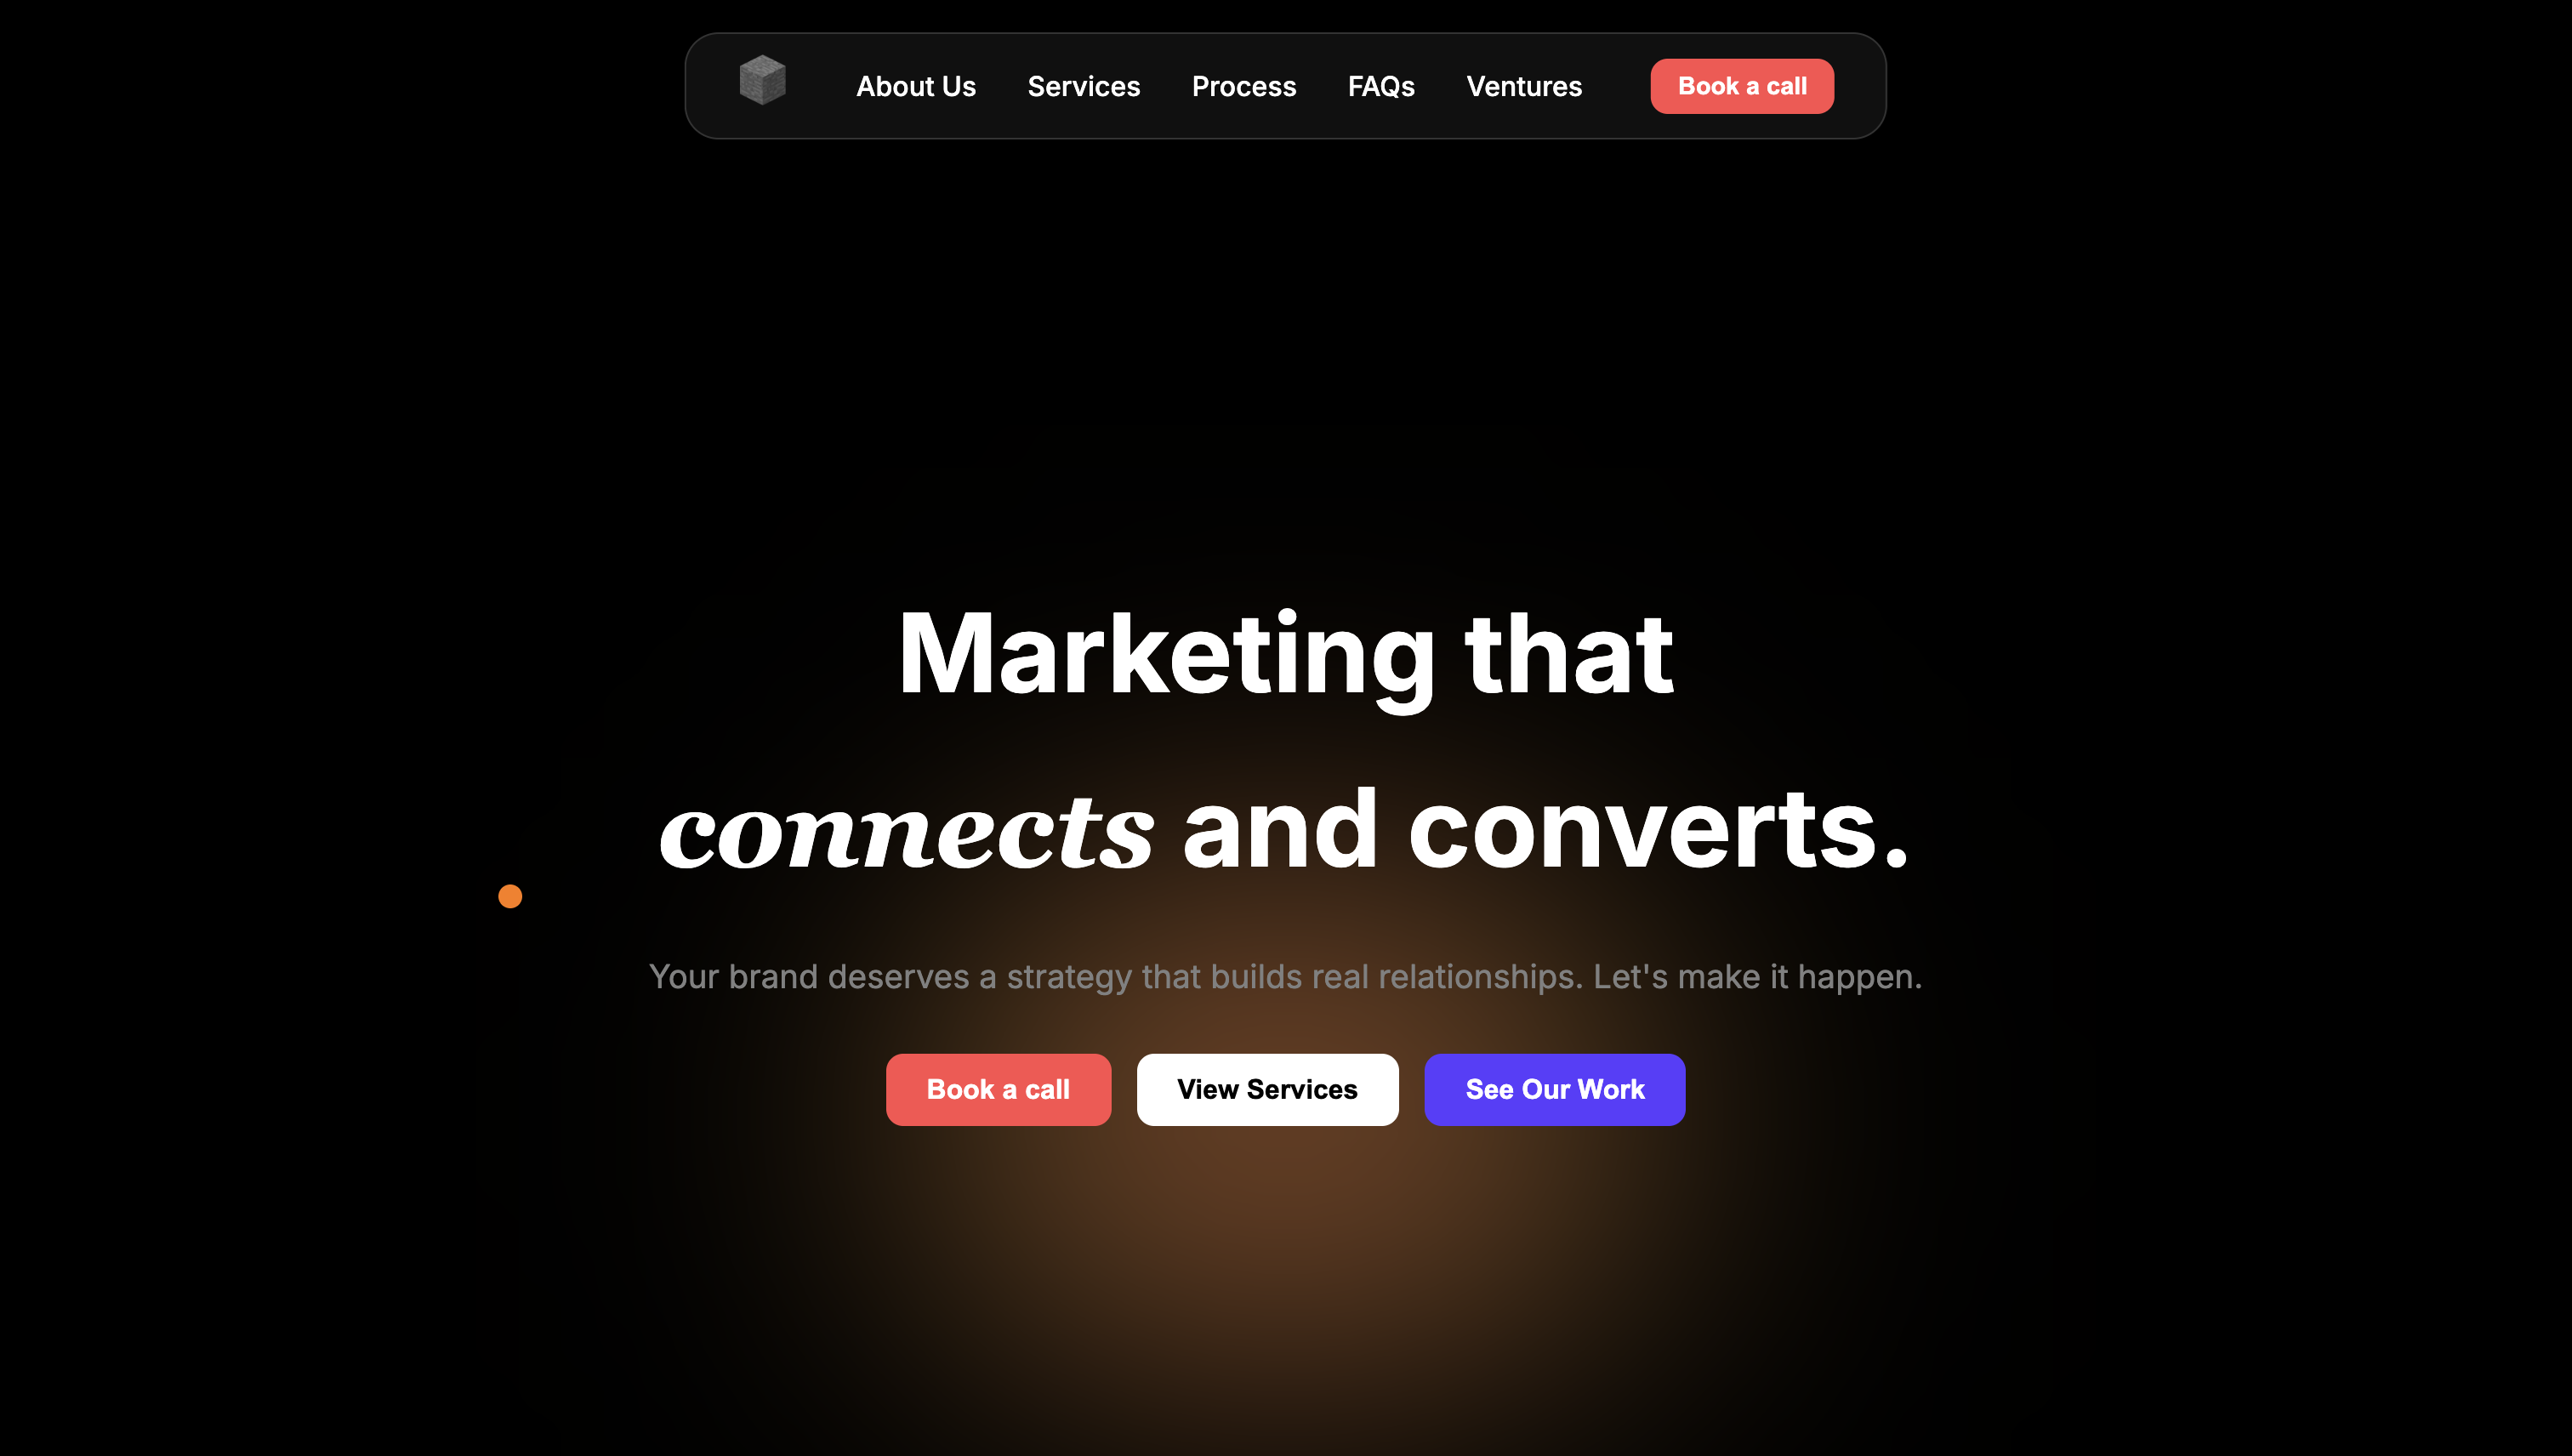 About Us Services Process FAQs Ventures Book a call
Marketing that
connects and converts.
Your brand deserves a strategy that builds real relationships. Let's make it happen.
Book a call View Services See Our Work